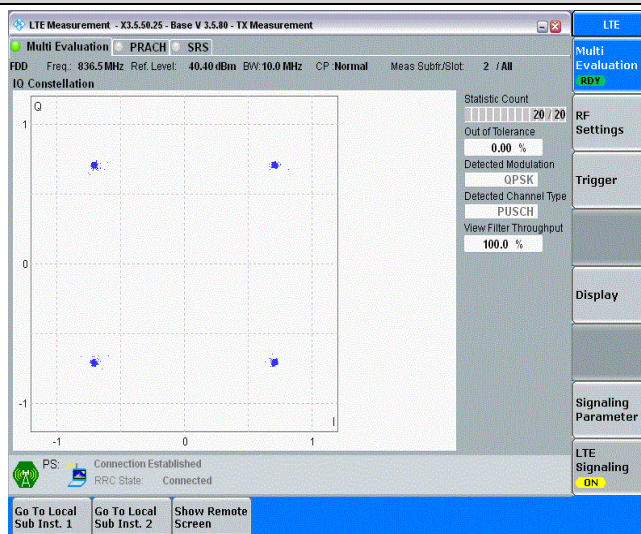 LTE Measurement - X3.5.50.25 - Base V 3.5.80 - TX Measurement
LTE
Multi Evaluation PRACH SRS
FDD Freq.: 836.5 MHz Ref. Level: 40.40 dBm BW:10.0 MHz CP :Normal Meas Subfr./Slot: 2 / All
IQ Constellation
Q
1
0
-1
I
-1 0 1
Statistic Count
20 / 20
Out of Tolerance
0.00 %
Detected Modulation
QPSK
Detected Channel Type
PUSCH
View Filter Throughput
100.0 %
Multi
Evaluation
RDY
RF
Settings
Trigger
Display
Signaling
Parameter
LTE
Signaling
ON
PS: Connection Established
RRC State: Connected
Go To Local
Sub Inst. 1
Go To Local
Sub Inst. 2
Show Remote
Screen